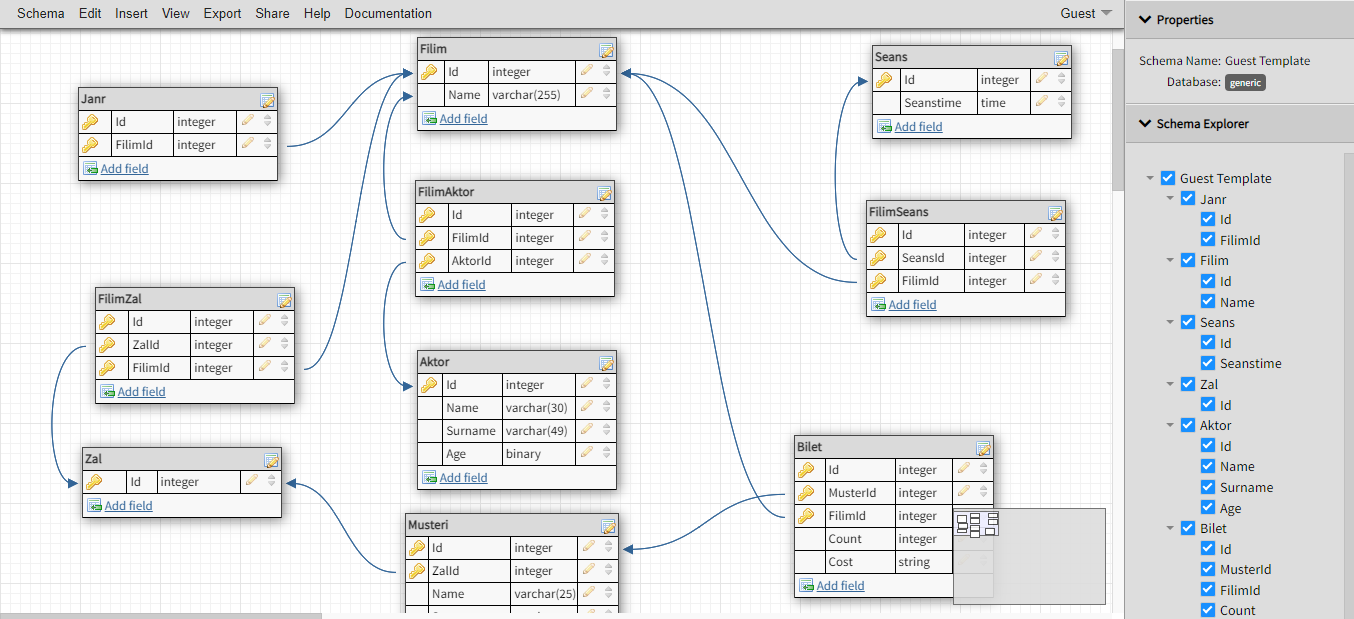 Schema Edit Insert View Export Share Help Documentation Guest
Janr
Id integer
FilimId integer
Add field
Filim
Id integer
Name varchar(255)
Add field
Seans
Id integer
Seanstime time
Add field
FilimAktor
Id integer
FilimId integer
AktorId integer
Add field
FilimSeans
Id integer
SeansId integer
FilimId integer
Add field
FilimZal
Id integer
ZalId integer
FilimId integer
Add field
Aktor
Id integer
Name varchar(30)
Surname varchar(49)
Age binary
Add field
Zal
Id integer
Add field
Bilet
Id integer
MusterId integer
FilimId integer
Count integer
Cost string
Add field
Musteri
Id integer
ZalId integer
Name varchar(25)
Properties
Schema Name: Guest Template
Database: generic
Schema Explorer
Guest Template
Janr
Id
FilimId
Filim
Id
Name
Seans
Id
Seanstime
Zal
Id
Aktor
Id
Name
Surname
Age
Bilet
Id
MusterId
FilimId
Count